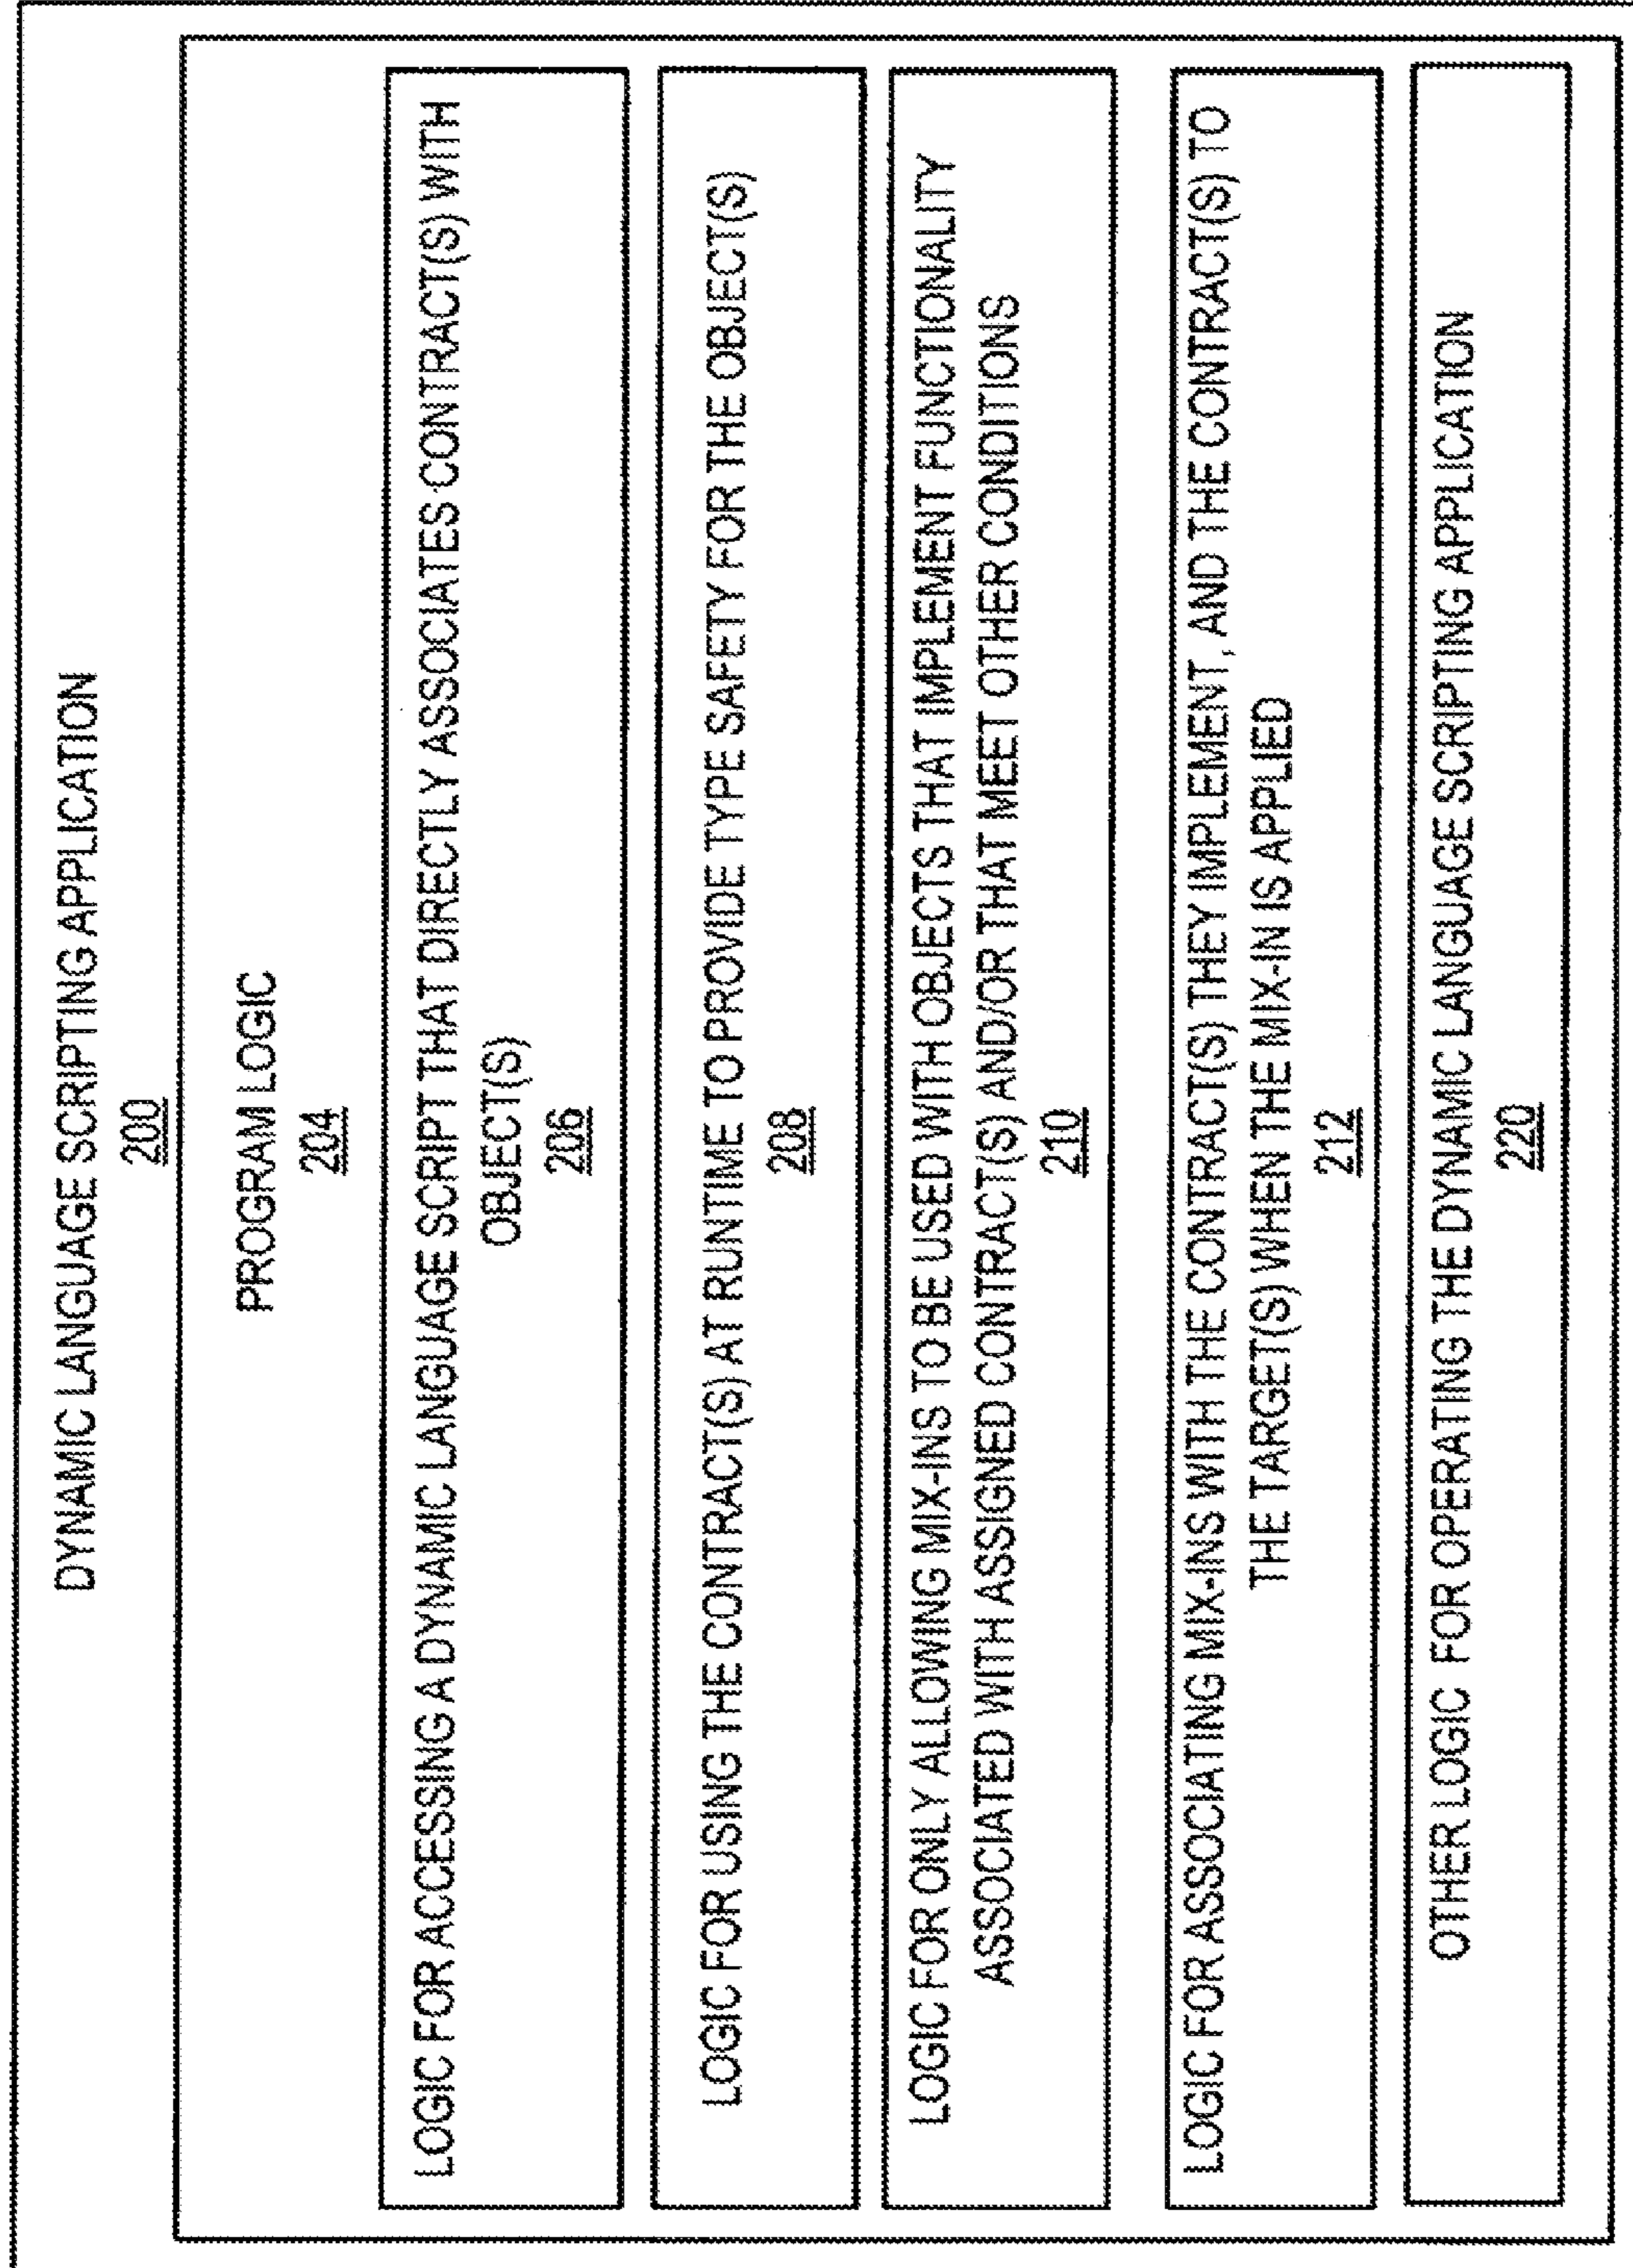 DYNAMIC LANGUAGE SCRIPTING APPLICATION
200
PROGRAM LOGIC
204
LOGIC FOR ACCESSING A DYNAMIC LANGUAGE SCRIPT THAT DIRECTLY ASSOCIATES CONTRACT(S) WITH
OBJECT(S)
206
LOGIC FOR USING THE CONTRACT(S) AT RUNTIME TO PROVIDE TYPE SAFETY FOR THE OBJECT(S)
208
LOGIC FOR ONLY ALLOWING MIX-INS TO BE USED WITH OBJECTS THAT IMPLEMENT FUNCTIONALITY
ASSOCIATED WITH ASSIGNED CONTRACT(S) AND/OR THAT MEET OTHER CONDITIONS
210
LOGIC FOR ASSOCIATING MIX-INS WITH THE CONTRACT(S) THEY IMPLEMENT, AND THE CONTRACT(S) TO
THE TARGET(S) WHEN THE MIX-IN IS APPLIED
212
OTHER LOGIC FOR OPERATING THE DYNAMIC LANGUAGE SCRIPTING APPLICATION
220